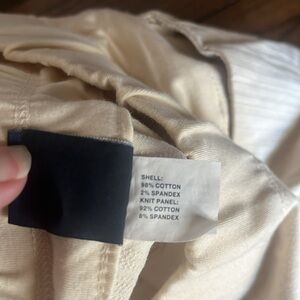 SHELL:
98% COTTON
2% SPANDEX
KNIT PANEL:
92% COTTON
8% SPANDEX